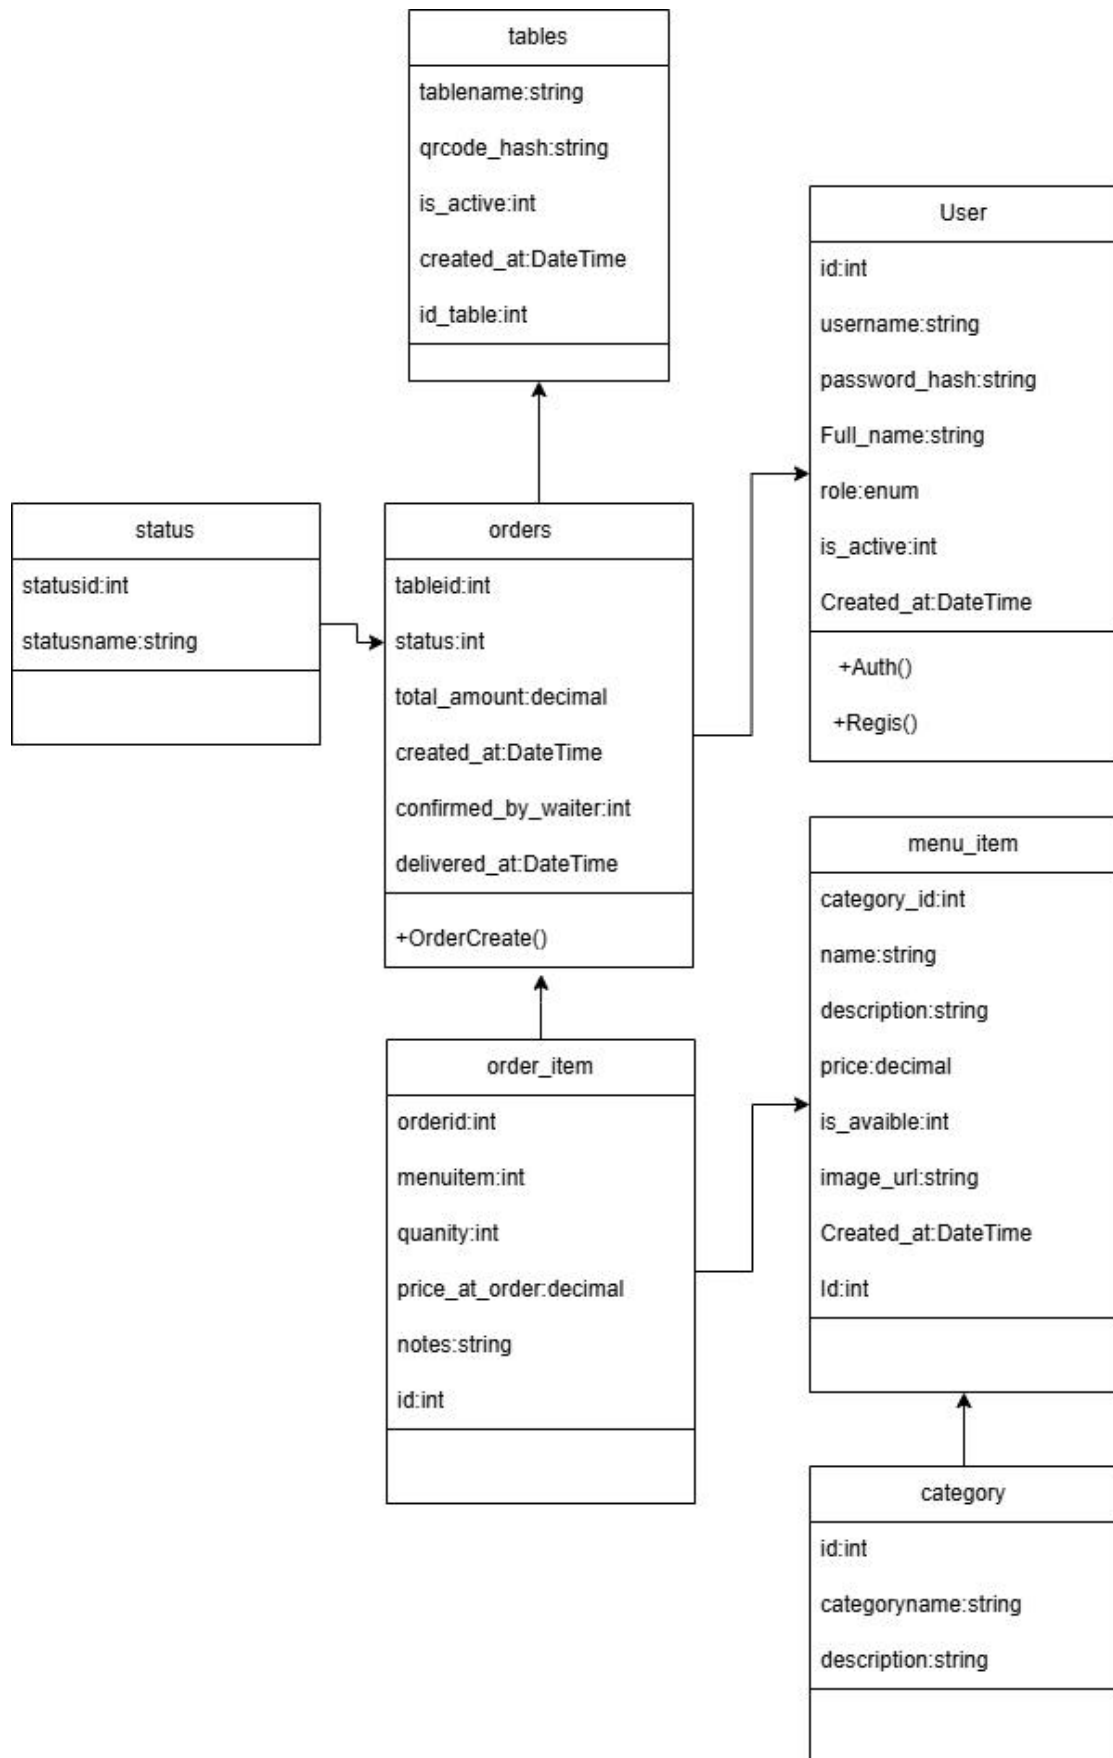 tables
tablename:string
qrcode_hash:string
is_active:int
created_at:DateTime
id_table:int
User
id:int
username:string
password_hash:string
Full_name:string
role:enum
is_active:int
Created_at:DateTime
+Auth()
+Regis()
status
statusid:int
statusname:string
orders
tableid:int
status:int
total_amount:decimal
created_at:DateTime
confirmed_by_waiter:int
delivered_at:DateTime
+OrderCreate()
menu_item
category_id:int
name:string
description:string
price:decimal
is_avaible:int
image_url:string
Created_at:DateTime
Id:int
order_item
orderid:int
menuitem:int
quanity:int
price_at_order:decimal
notes:string
id:int
category
id:int
categoryname:string
description:string